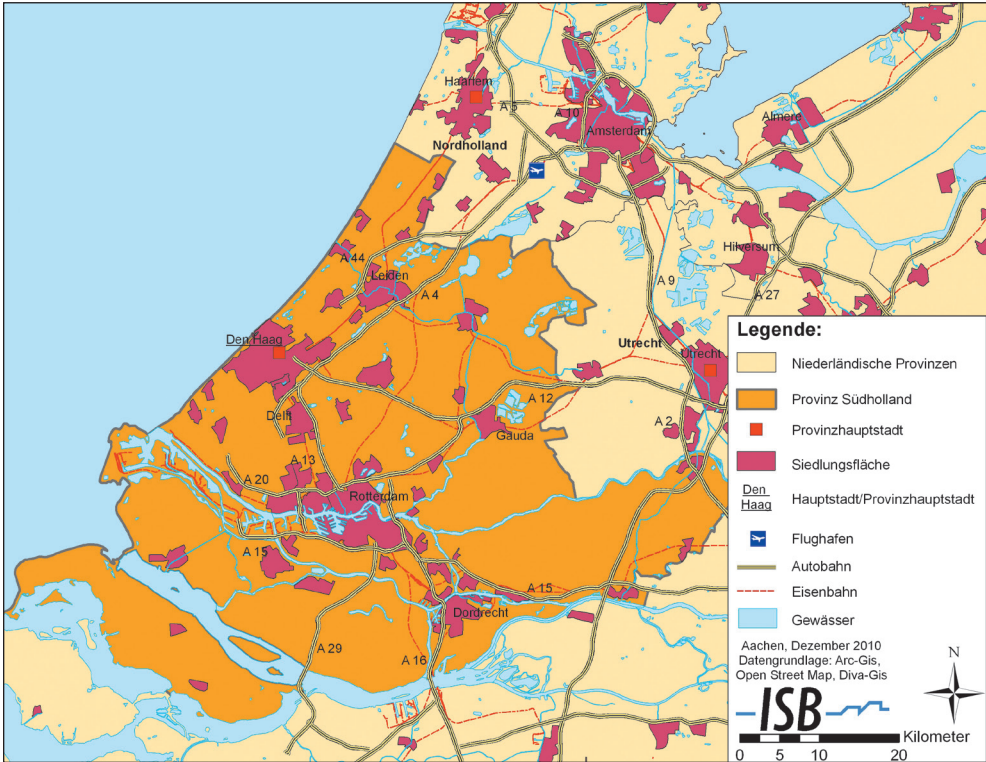 Haarlem
A 5
A 10
Amsterdam
Almere
Nordholland
Hilversum
A 44
Leiden
A 4
A 9
A 27
Den Haag
Utrecht
Utrecht
Delft
A 12
Gauda
A 2
A 13
A 20
Rotterdam
A 15
A 15
Dordrecht
A 29
A 16
Legende:
Niederländische Provinzen
Provinz Südholland
Provinzhauptstadt
Siedlungsfläche
Den
Haag
Hauptstadt/Provinzhauptstadt
Flughafen
Autobahn
Eisenbahn
Gewässer
Aachen, Dezember 2010
Datengrundlage: Arc-Gis,
Open Street Map, Diva-Gis
N
ISB
Kilometer
0 5 10 20